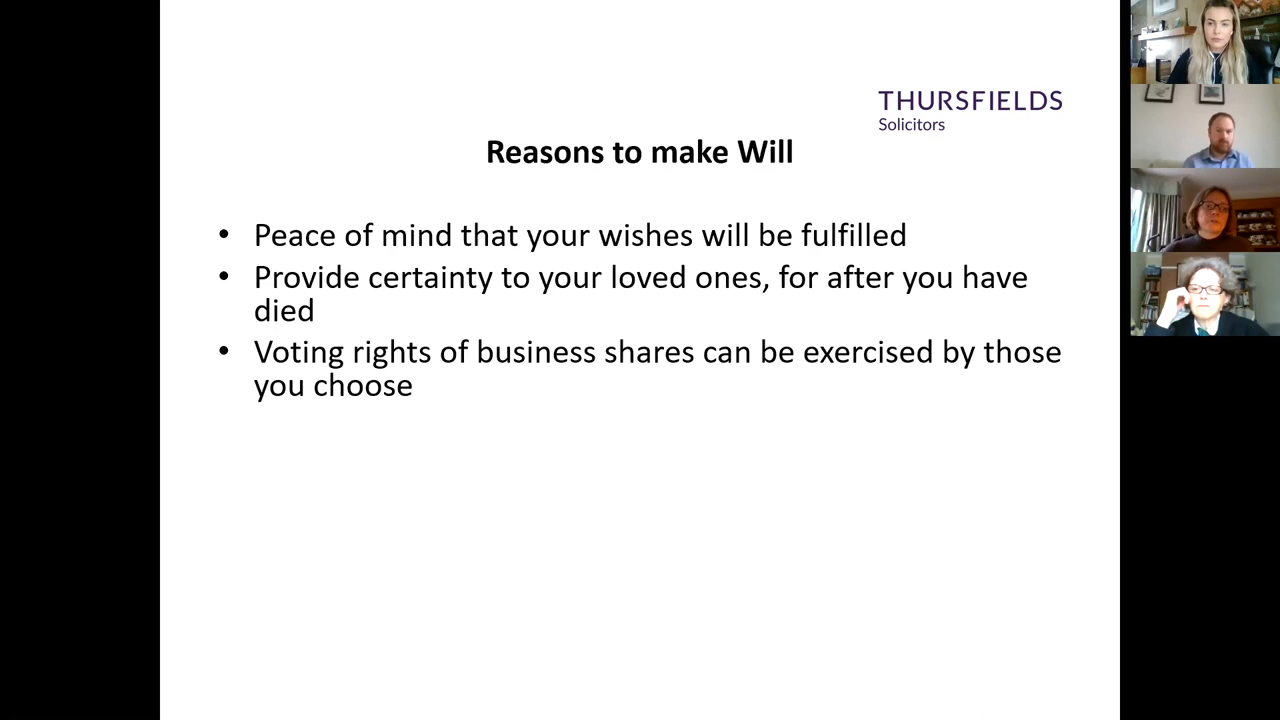 THURSFIELDS
Solicitors
Reasons to make Will
• Peace of mind that your wishes will be fulfilled
• Provide certainty to your loved ones, for after you have
died
• Voting rights of business shares can be exercised by those
you choose